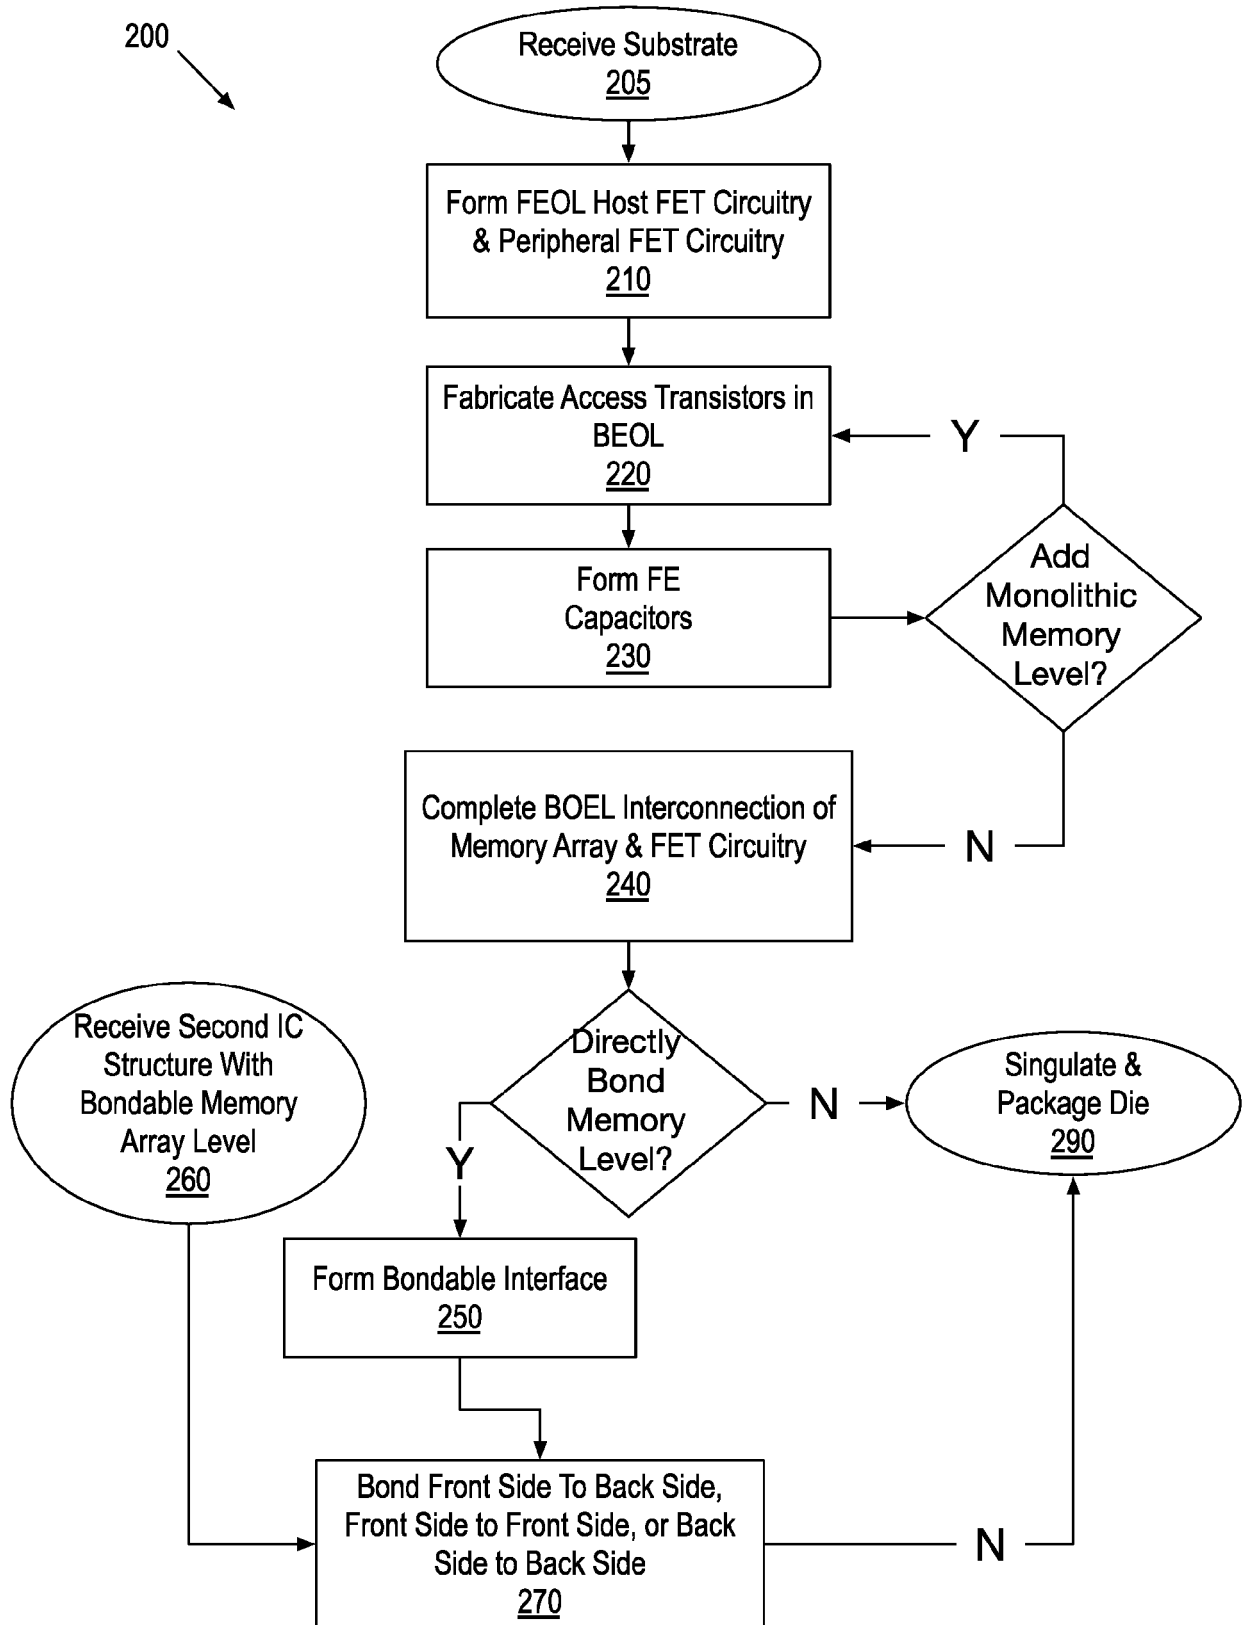 200
Receive Substrate
205
Form FEOL Host FET Circuitry
& Peripheral FET Circuitry
210
Fabricate Access Transistors in
BEOL
220
Y
Form FE
Capacitors
230
Add
Monolithic
Memory
Level?
Complete BOEL Interconnection of
Memory Array & FET Circuitry
240
N
Receive Second IC
Structure With
Bondable Memory
Array Level
260
Directly
Bond
Memory
Level?
N
Singulate &
Package Die
290
Y
Form Bondable Interface
250
Bond Front Side To Back Side,
Front Side to Front Side, or Back
Side to Back Side
270
N